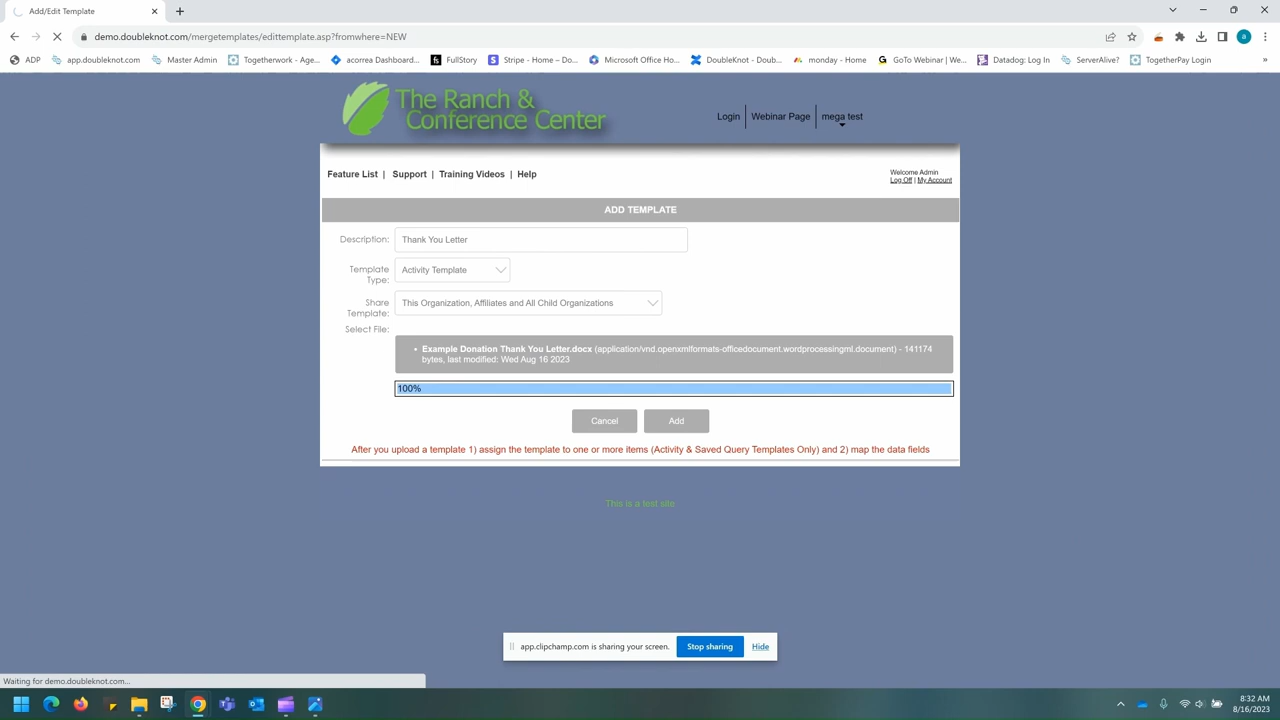 Add/Edit Template
demo.doubleknot.com/mergetemplates/edittemplate.asp?fromwhere=NEW
a
ADP
app.doubleknot.com
Master Admin
Togetherwork - Age...
acorrea Dashboard...
FullStory
Stripe - Home – Do...
Microsoft Office Ho...
DoubleKnot - Doub...
monday - Home
GoTo Webinar | We...
Datadog: Log In
ServerAlive?
TogetherPay Login
»
The Ranch &
Conference Center
Login
Webinar Page
mega test
Feature List | Support | Training Videos | Help
Welcome Admin
Log Off | My Account
ADD TEMPLATE
Description:
Thank You Letter
Template
Type:
Activity Template
Share
Template:
This Organization, Affiliates and All Child Organizations
Select File:
• Example Donation Thank You Letter.docx (application/vnd.openxmlformats-officedocument.wordprocessingml.document) - 141174
bytes, last modified: Wed Aug 16 2023
100%
Cancel
Add
After you upload a template 1) assign the template to one or more items (Activity & Saved Query Templates Only) and 2) map the data fields
This is a test site
app.clipchamp.com is sharing your screen.
Stop sharing
Hide
Waiting for demo.doubleknot.com...
8:32 AM
8/16/2023